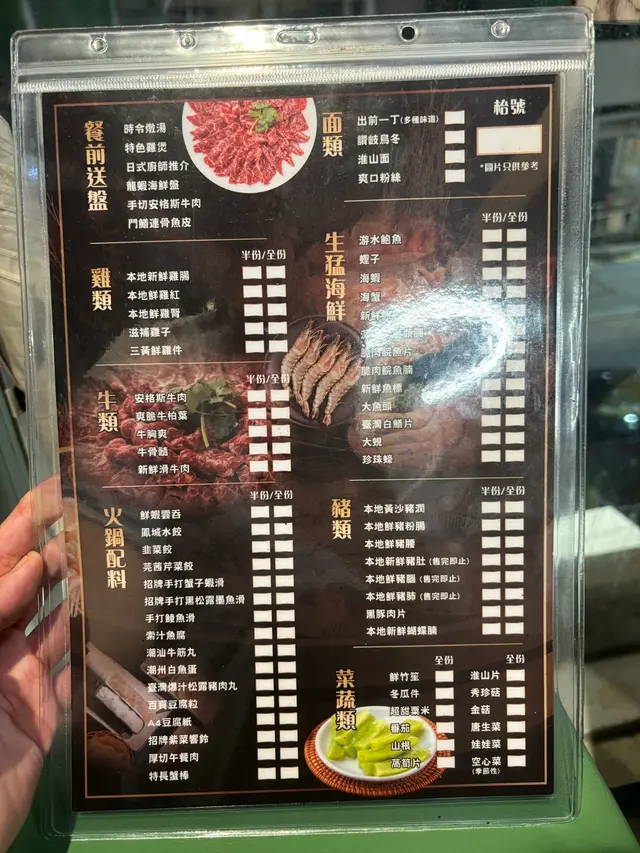 餐前送盤
時令燉湯
特色雞煲
日式廚師推介
龍蝦海鮮盤
手切安格斯牛肉
鬥鱔連骨魚皮
面類
出前一丁(多種味道)
讚岐烏冬
淮山面
爽口粉絲
枱號
*圖片只供參考
雞類
半份/全份
本地新鮮雞腸
本地鮮雞紅
本地鮮雞腎
滋補雞子
三黃鮮雞件
牛類
半份/全份
安格斯牛肉
爽脆牛柏葉
牛胸爽
牛骨髓
新鮮滑牛肉
火鍋配料
半份/全份
鮮蝦雲吞
鳳城水餃
韭菜餃
芫茜芹菜餃
招牌手打蟹子蝦滑
招牌手打黑松露墨魚滑
手打鯪魚滑
索汁魚腐
潮汕牛筋丸
潮州白魚蛋
臺灣爆汁松露豬肉丸
百頁豆腐粒
A4豆腐紙
招牌紫菜響鈴
厚切午餐肉
特長蟹棒
生猛海鮮
半份/全份
游水鮑魚
蟶子
海蝦
海蟹
新鮮
脆肉鯇魚片
脆肉鯇魚腩
新鮮魚標
大魚頭
臺灣白鱔片
大蜆
珍珠蠔
豬類
半份/全份
本地黃沙豬潤
本地鮮豬粉腸
本地鮮豬腰
本地新鮮豬肚(售完即止)
本地鮮豬腦(售完即止)
本地鮮豬肺(售完即止)
黑豚肉片
本地新鮮蝴蝶腩
菜蔬類
全份
鮮竹笙
冬瓜件
超甜粟米
番茄
山根
萵筍片
全份
淮山片
秀珍菇
金菇
唐生菜
娃娃菜
空心菜
(季節性)